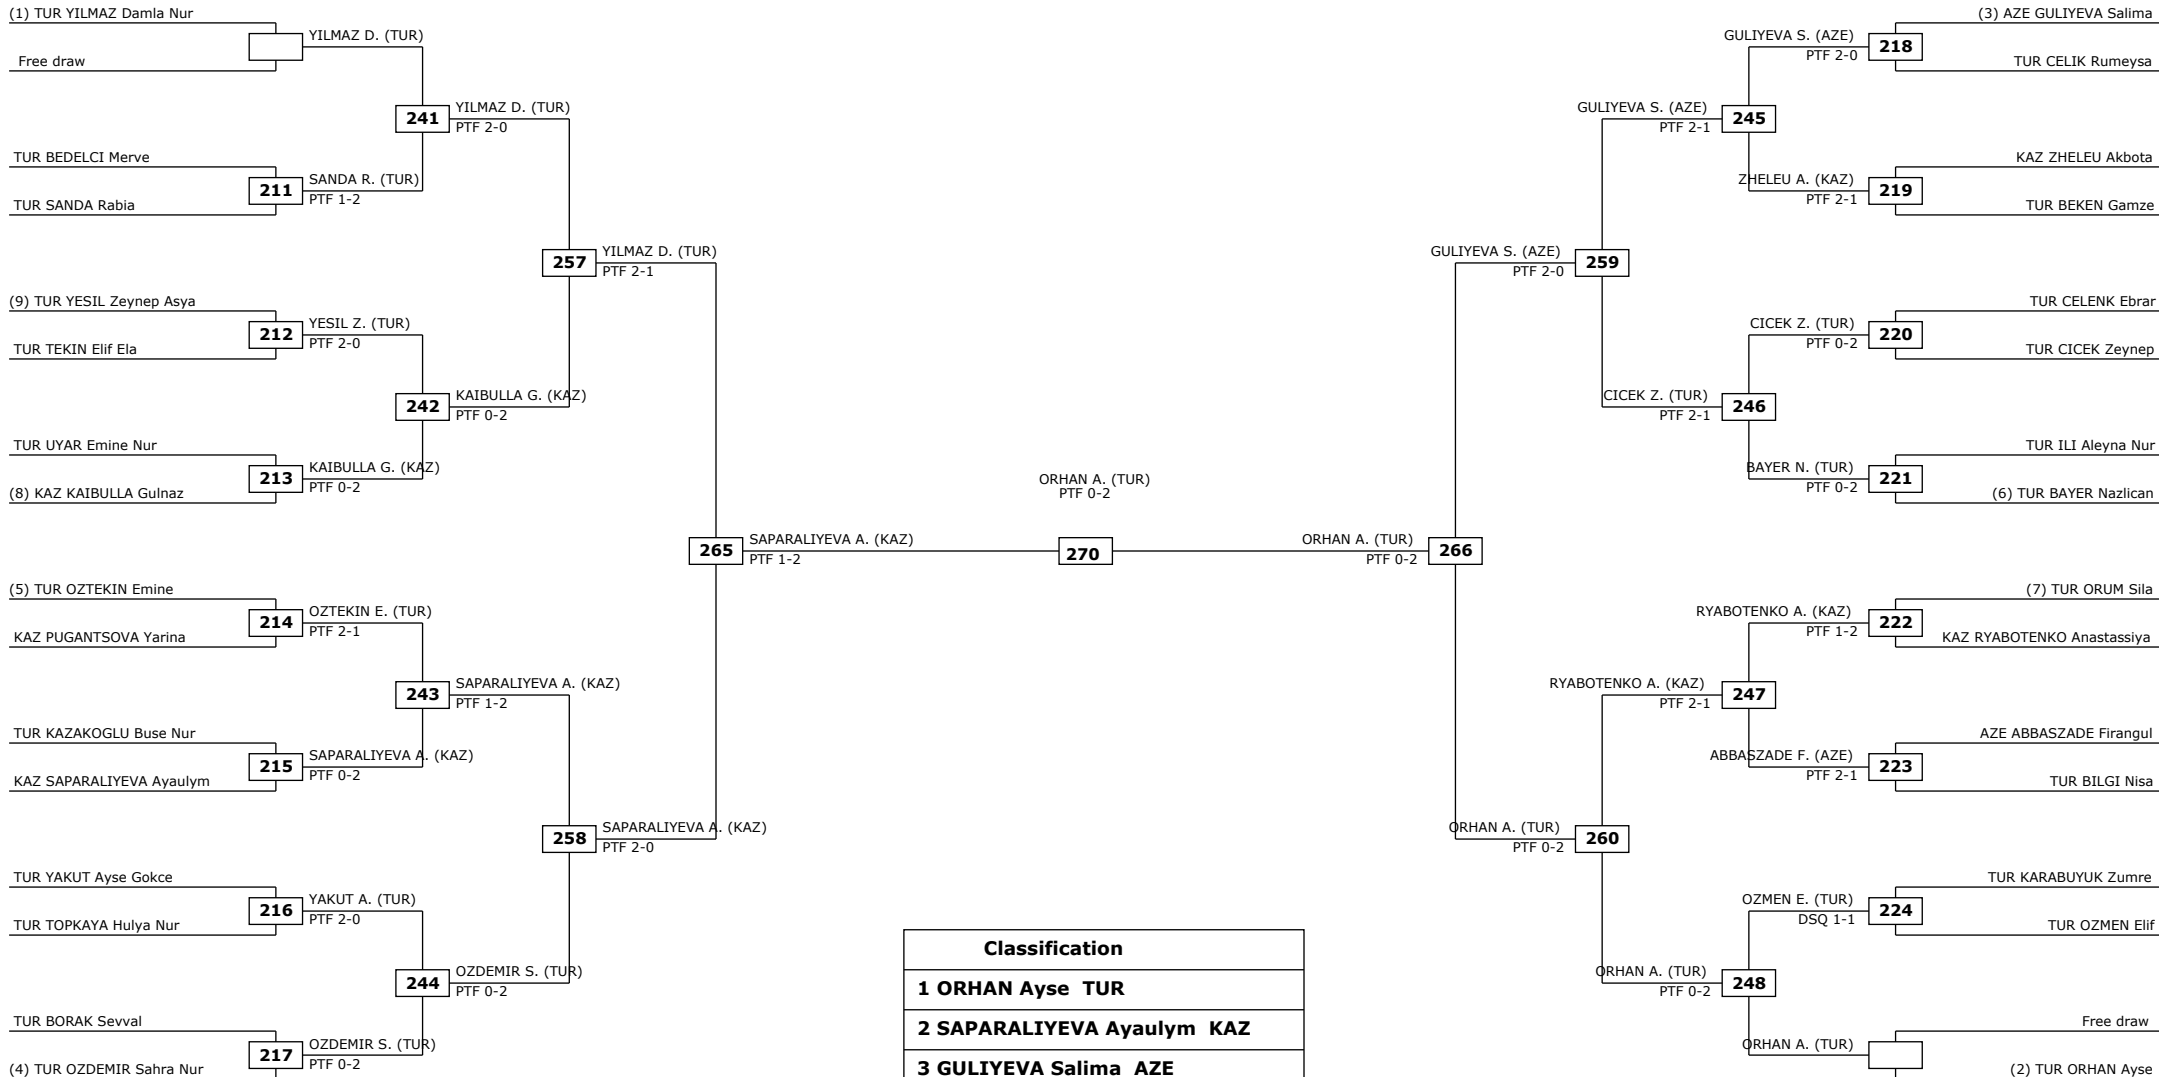 (1) TUR YILMAZ Damla Nur
YILMAZ D. (TUR)
Free draw
YILMAZ D. (TUR)
241
PTF 2-0
TUR BEDELCI Merve
SANDA R. (TUR)
211
PTF 1-2
TUR SANDA Rabia
YILMAZ D. (TUR)
257
PTF 2-1
(9) TUR YESIL Zeynep Asya
YESIL Z. (TUR)
212
PTF 2-0
TUR TEKIN Elif Ela
KAIBULLA G. (KAZ)
242
PTF 0-2
TUR UYAR Emine Nur
KAIBULLA G. (KAZ)
213
PTF 0-2
(8) KAZ KAIBULLA Gulnaz
SAPARALIYEVA A. (KAZ)
265
PTF 1-2
(5) TUR OZTEKIN Emine
OZTEKIN E. (TUR)
214
PTF 2-1
KAZ PUGANTSOVA Yarina
SAPARALIYEVA A. (KAZ)
243
PTF 1-2
TUR KAZAKOGLU Buse Nur
SAPARALIYEVA A. (KAZ)
215
PTF 0-2
KAZ SAPARALIYEVA Ayaulym
SAPARALIYEVA A. (KAZ)
258
PTF 2-0
TUR YAKUT Ayse Gokce
YAKUT A. (TUR)
216
PTF 2-0
TUR TOPKAYA Hulya Nur
OZDEMIR S. (TUR)
244
PTF 0-2
TUR BORAK Sevval
OZDEMIR S. (TUR)
217
PTF 0-2
(4) TUR OZDEMIR Sahra Nur
ORHAN A. (TUR)
PTF 0-2
270
Classification
1 ORHAN Ayse TUR
2 SAPARALIYEVA Ayaulym KAZ
3 GULIYEVA Salima AZE
(3) AZE GULIYEVA Salima
GULIYEVA S. (AZE)
218
PTF 2-0
TUR CELIK Rumeysa
GULIYEVA S. (AZE)
245
PTF 2-1
KAZ ZHELEU Akbota
ZHELEU A. (KAZ)
219
PTF 2-1
TUR BEKEN Gamze
GULIYEVA S. (AZE)
259
PTF 2-0
TUR CELENK Ebrar
CICEK Z. (TUR)
220
PTF 0-2
TUR CICEK Zeynep
CICEK Z. (TUR)
246
PTF 2-1
TUR ILI Aleyna Nur
BAYER N. (TUR)
221
PTF 0-2
(6) TUR BAYER Nazlican
ORHAN A. (TUR)
266
PTF 0-2
(7) TUR ORUM Sila
RYABOTENKO A. (KAZ)
222
PTF 1-2
KAZ RYABOTENKO Anastassiya
RYABOTENKO A. (KAZ)
247
PTF 2-1
AZE ABBASZADE Firangul
ABBASZADE F. (AZE)
223
PTF 2-1
TUR BILGI Nisa
ORHAN A. (TUR)
260
PTF 0-2
TUR KARABUYUK Zumre
OZMEN E. (TUR)
224
DSQ 1-1
TUR OZMEN Elif
ORHAN A. (TUR)
248
PTF 0-2
Free draw
ORHAN A. (TUR)
(2) TUR ORHAN Ayse